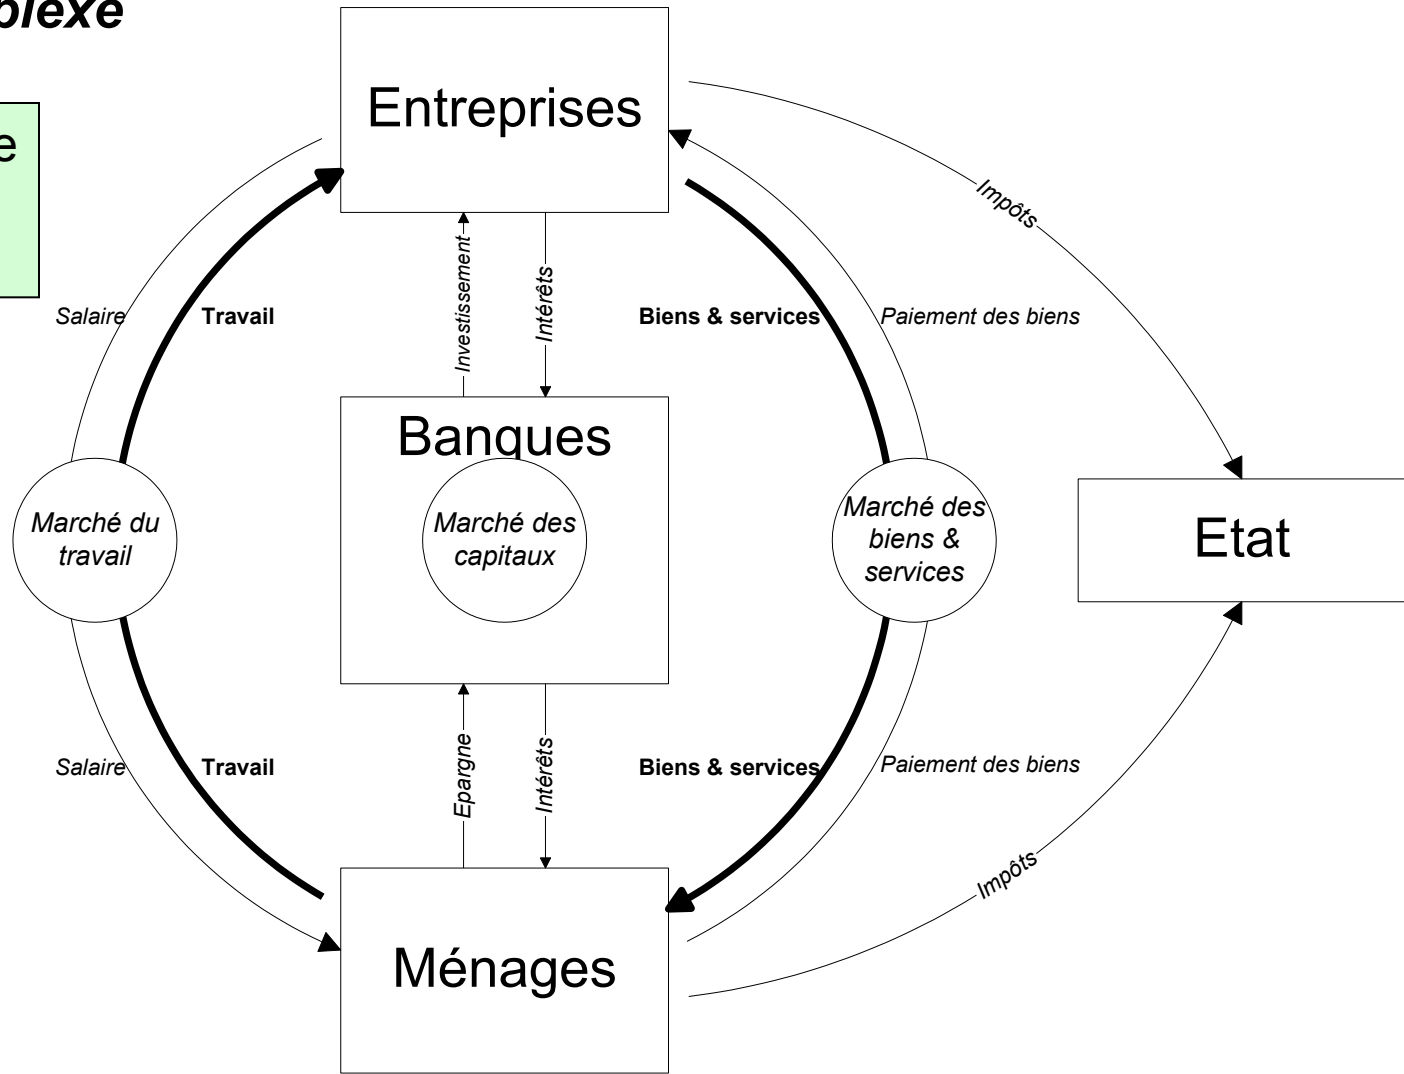 plexe
e
Entreprises
Impôts
Salaire
Travail
Investissement
Intérêts
Biens & services
Paiement des biens
Banques
Marché du
travail
Marché des
capitaux
Marché des
biens &
services
Etat
Salaire
Travail
Epargne
Intérêts
Biens & services
Paiement des biens
Impôts
Ménages